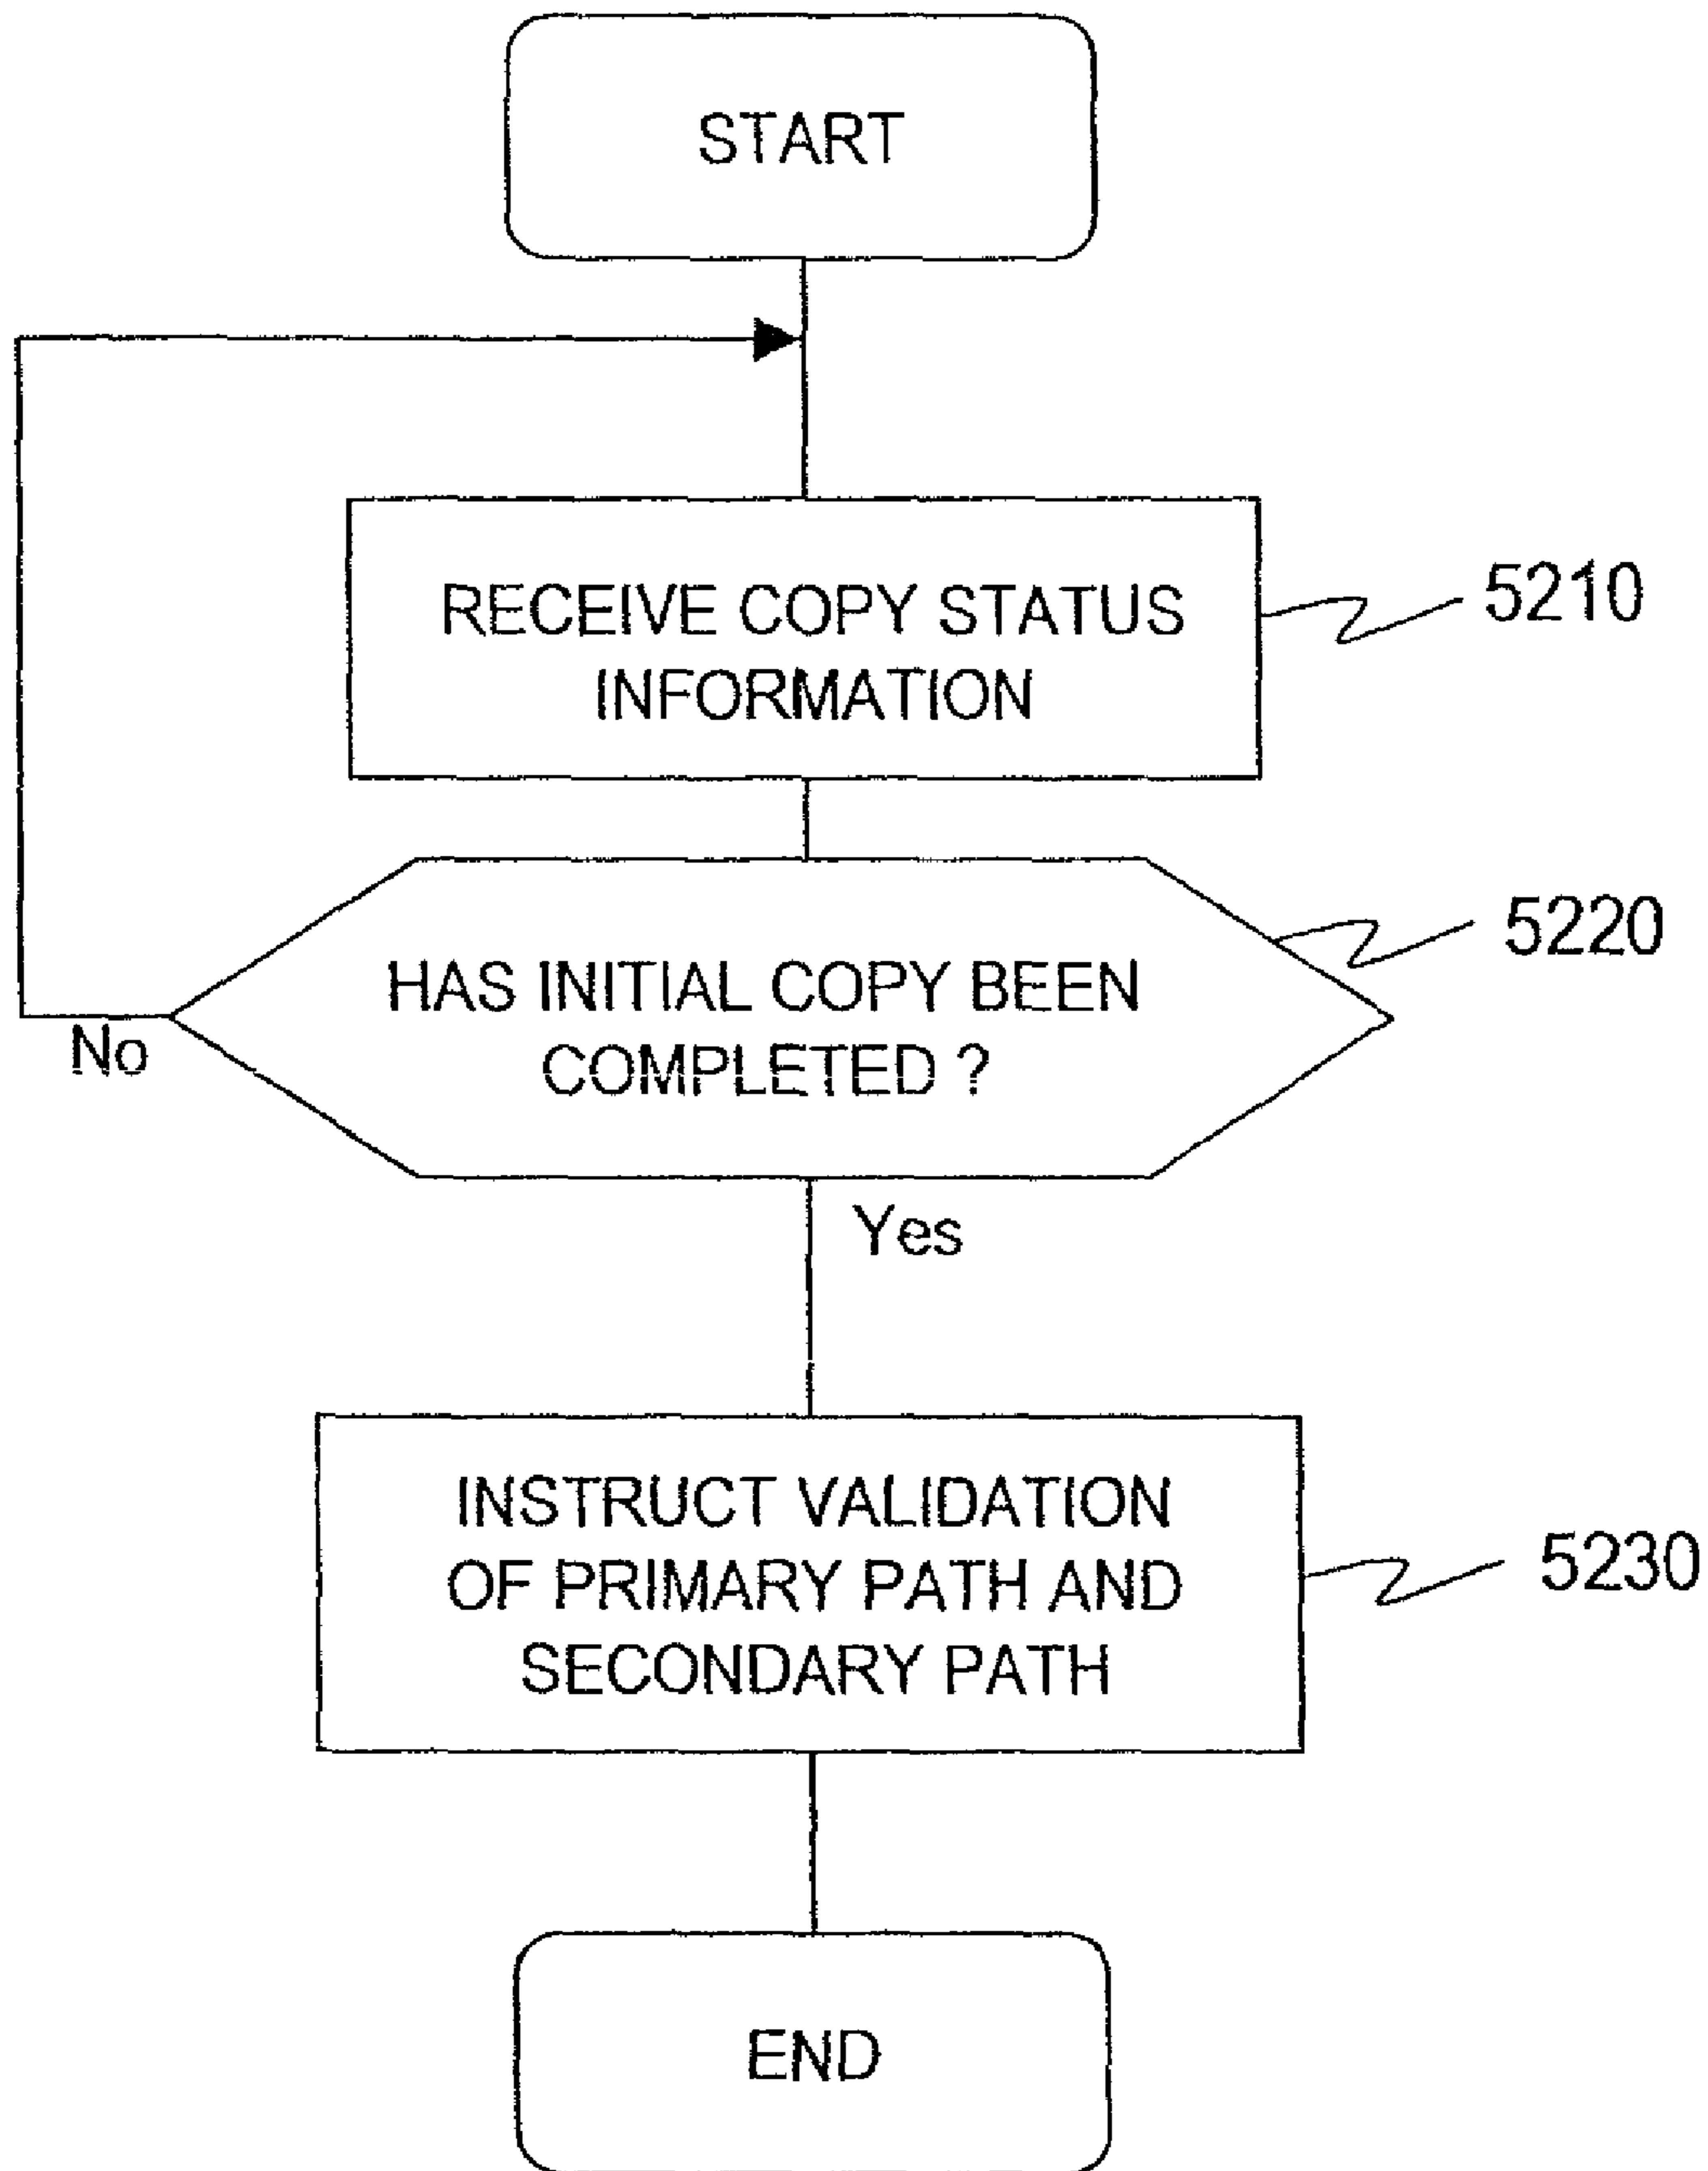 START
RECEIVE COPY STATUS
INFORMATION
5210
HAS INITIAL COPY BEEN
COMPLETED ?
5220
No
Yes
INSTRUCT VALIDATION
OF PRIMARY PATH AND
SECONDARY PATH
5230
END